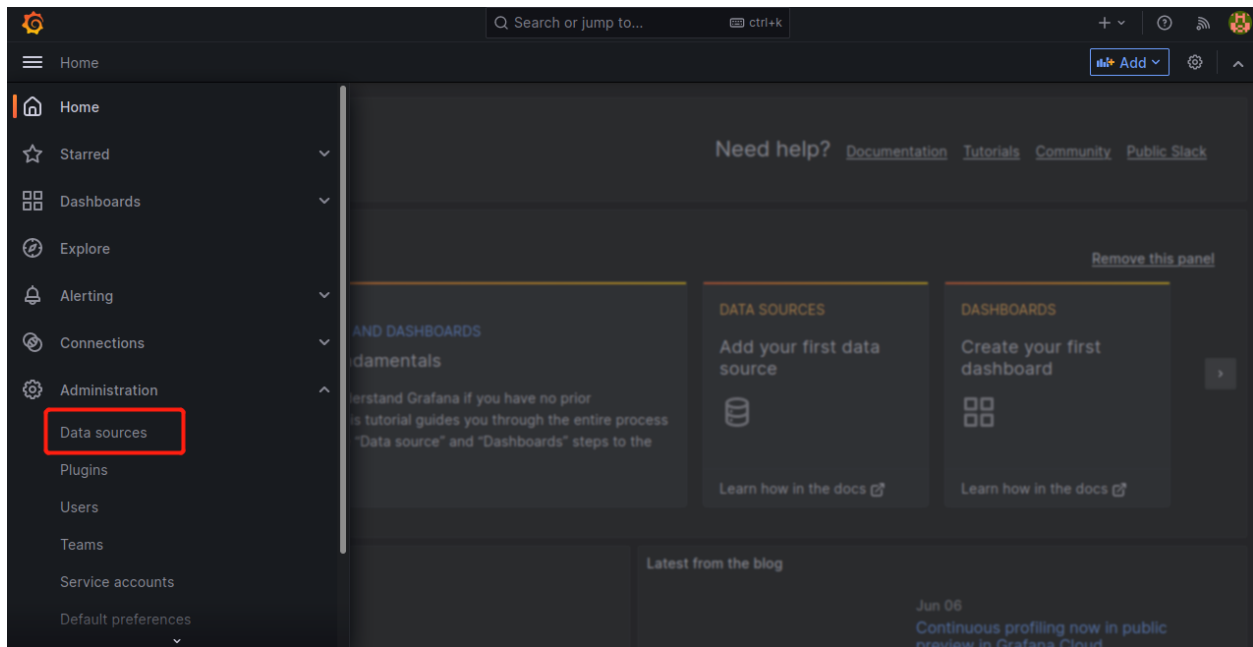 Search or jump to... ctrl+k
Home Add
Home
Starred
Dashboards
Explore
Alerting
Connections
Administration
Data sources
Plugins
Users
Teams
Service accounts
Default preferences
Need help? Documentation Tutorials Community Public Slack
Remove this panel
AND DASHBOARDS
damentals
lerstand Grafana if you have no prior
is tutorial guides you through the entire process
"Data source" and "Dashboards" steps to the
DATA SOURCES
Add your first data
source
Learn how in the docs
DASHBOARDS
Create your first
dashboard
Learn how in the docs
Latest from the blog
Jun 06
Continuous profiling now in public
preview in Grafana Cloud